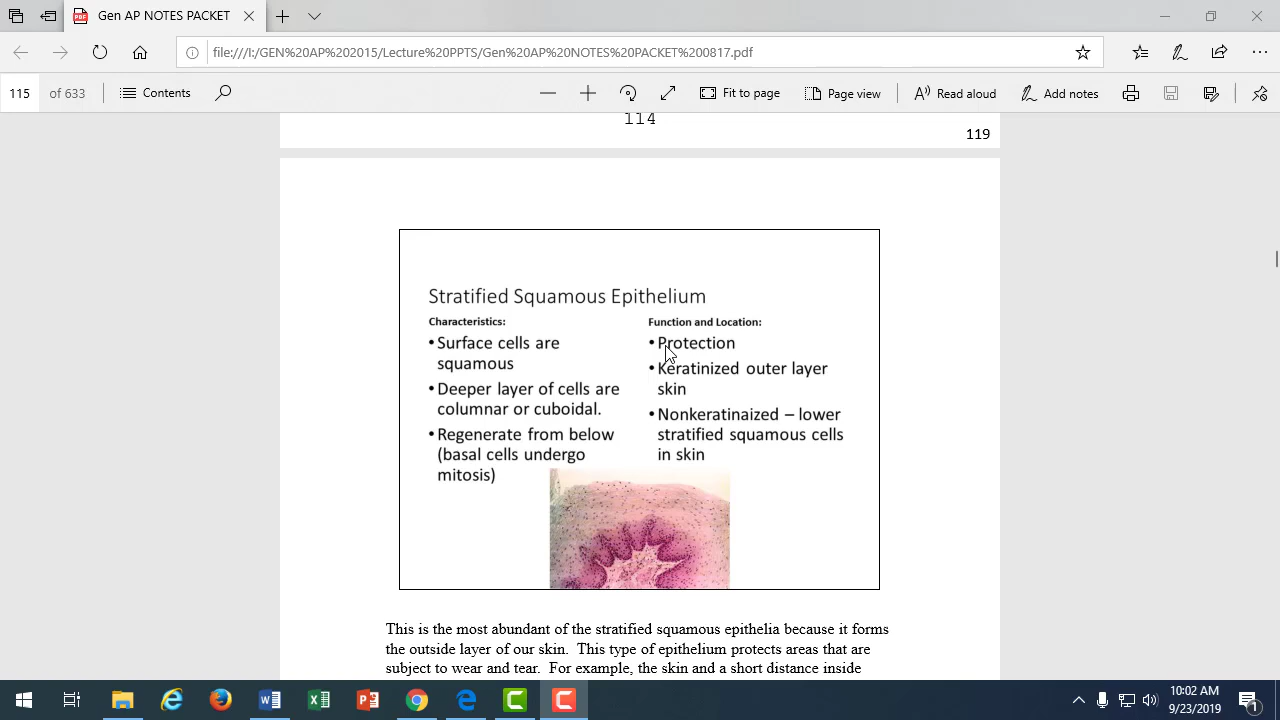 Gen AP NOTES PACKET
file:///I:/GEN%20AP%202015/Lecture%20PPTS/Gen%20AP%20NOTES%20PACKET%200817.pdf
115 of 633 Contents Fit to page Page view Read aloud Add notes
114
119
Stratified Squamous Epithelium
Characteristics:
•Surface cells are
squamous
•Deeper layer of cells are
columnar or cuboidal.
•Regenerate from below
(basal cells undergo
mitosis)
Function and Location:
•Protection
•Keratinized outer layer
skin
•Nonkeratinaized – lower
stratified squamous cells
in skin
This is the most abundant of the stratified squamous epithelia because it forms
the outside layer of our skin. This type of epithelium protects areas that are
subject to wear and tear. For example, the skin and a short distance inside
10:02 AM
9/23/2019
1